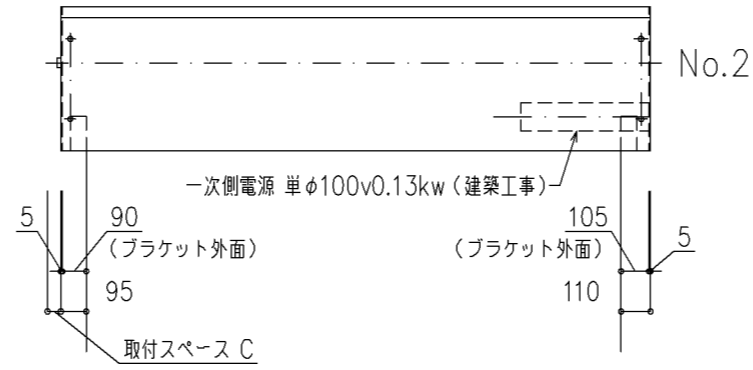 No.2
一次側電源 単φ100v0.13kw (建築工事)
5 90 105 5
(ブラケット外面) (ブラケット外面)
95 110
取付スペース C